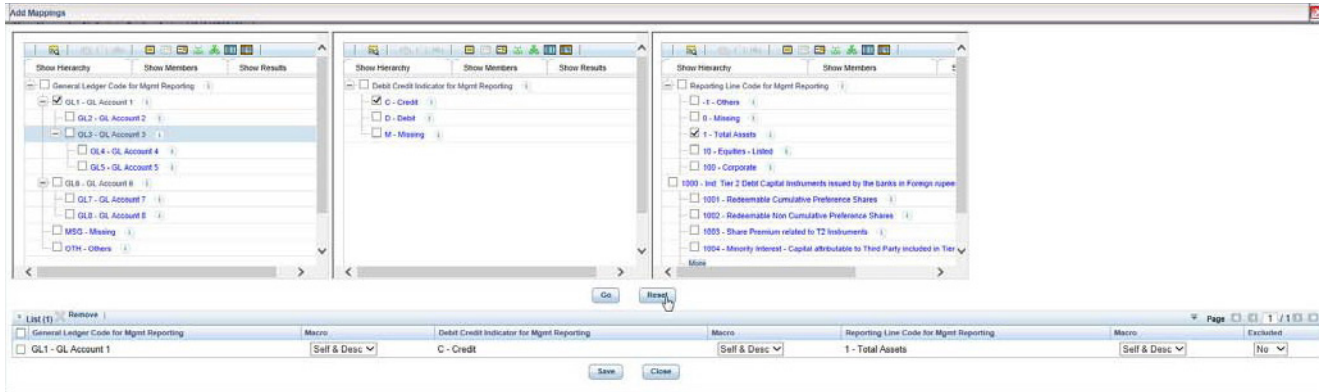 Add Mappings
Show Hierarchy Show Members Show Results
General Ledger Code for Mgmt Reporting
GL1 - GL Account 1
GL2 - GL Account 2
GL3 - GL Account 3
GL4 - GL Account 4
GL5 - GL Account 5
GL6 - GL Account 6
GL7 - GL Account 7
GL8 - GL Account 8
MSG - Missing
OTH - Others
Show Hierarchy Show Members Show Results
Debit Credit Indicator for Mgmt Reporting
C - Credit
D - Debit
M - Missing
Show Hierarchy Show Members
Reporting Line Code for Mgmt Reporting
-1 - Others
0 - Missing
1 - Total Assets
10 - Equities - Listed
100 - Corporate
1000 - Ind: Tier 2 Debt Capital Instruments issued by the banks in Foreign rupee
1001 - Redeemable Cumulative Preference Shares
1002 - Redeemable Non Cumulative Preference Shares
1003 - Share Premium related to T2 Instruments
1004 - Minority Interest - Capital attributable to Third Party included in Tier
More
Go Reset
List (1) Remove Page 1 / 1
General Ledger Code for Mgmt Reporting Macro Debit Credit Indicator for Mgmt Reporting Macro Reporting Line Code for Mgmt Reporting Macro Excluded
GL1 - GL Account 1 Self & Desc C - Credit Self & Desc 1 - Total Assets Self & Desc No
Save Close